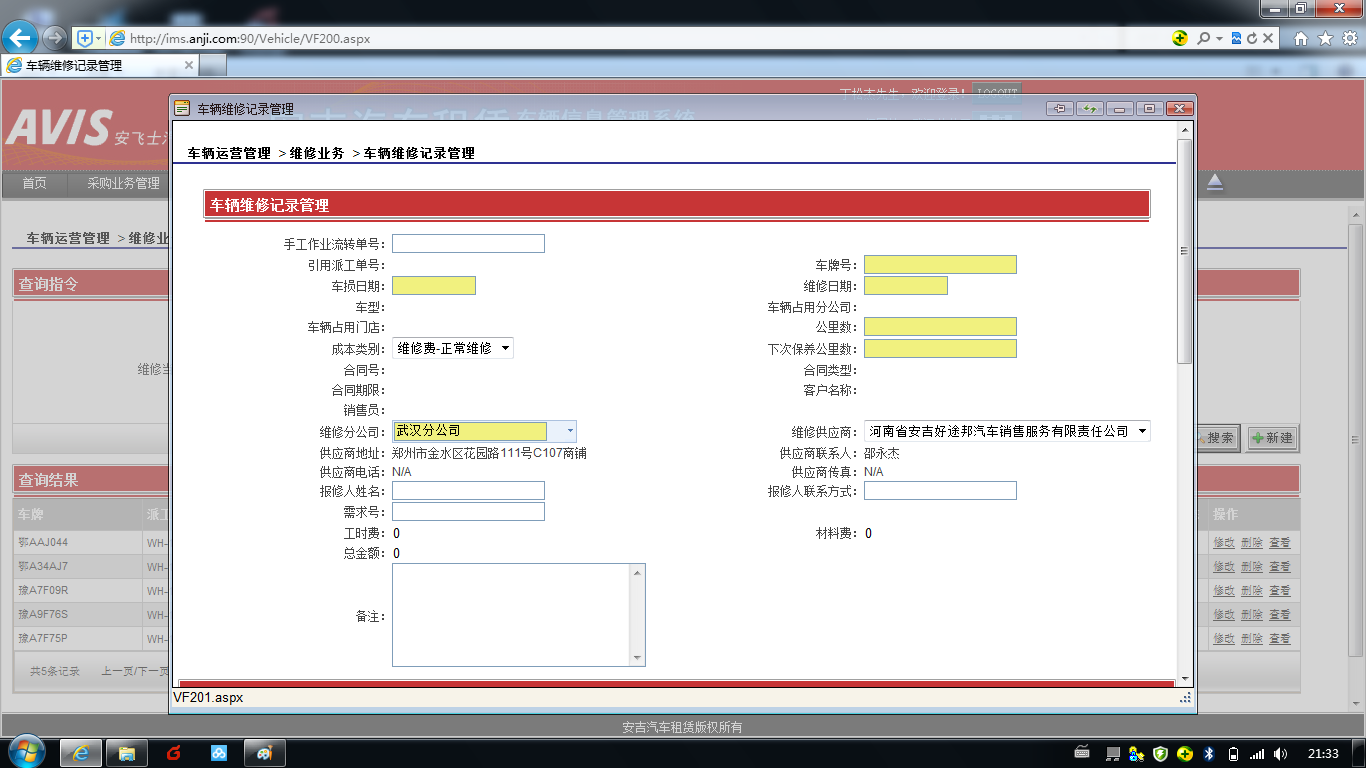 http://ims.anji.com:90/Vehicle/VF200.aspx
车辆维修记录管理
LOGOUT
AVIS 安飞士
首页 采购业务管理
车辆运营管理 >维修业
查询指令
搜索 新建
查询结果
车牌 派工 操作
鄂AAJ044 WH- 修改 删除 查看
鄂A34AJ7 WH- 修改 删除 查看
豫A7F09R WH- 修改 删除 查看
豫A9F76S WH- 修改 删除 查看
豫A7F75P WH- 修改 删除 查看
共5条记录 上一页/下一页
车辆维修记录管理
车辆运营管理 >维修业务 >车辆维修记录管理
车辆维修记录管理
手工作业流转单号:
引用派工单号: 车牌号:
车损日期: 维修日期:
车型: 车辆占用分公司:
车辆占用门店: 公里数:
成本类别: 维修费-正常维修 下次保养公里数:
合同号: 合同类型:
合同期限: 客户名称:
销售员:
维修分公司: 武汉分公司 维修供应商: 河南省安吉好途邦汽车销售服务有限责任公司
供应商地址: 郑州市金水区花园路111号C107商铺 供应商联系人: 邵永杰
供应商电话: N/A 供应商传真: N/A
报修人姓名: 报修人联系方式:
需求号:
工时费: 0 材料费: 0
总金额: 0
备注:
VF201.aspx
安吉汽车租赁版权所有
21:33